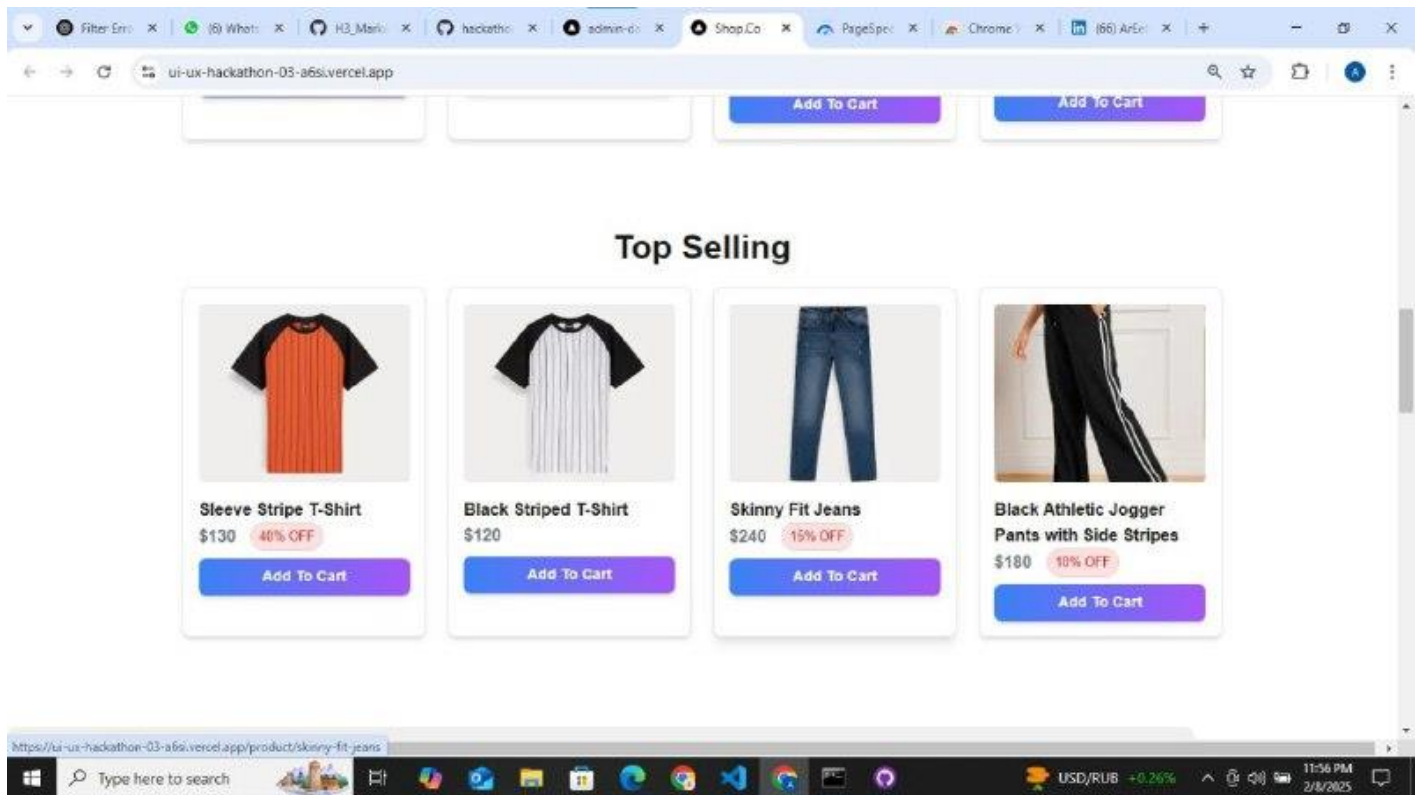 Filter Erro
(6) Whats
H3_Mario
hackatho
admin-da
Shop.Co
PageSpee
Chrome
(66) ArEe
ui-ux-hackathon-03-a6si.vercel.app
A
Add To Cart
Add To Cart
Top Selling
Sleeve Stripe T-Shirt
$130 40% OFF
Add To Cart
Black Striped T-Shirt
$120
Add To Cart
Skinny Fit Jeans
$240 15% OFF
Add To Cart
Black Athletic Jogger
Pants with Side Stripes
$180 10% OFF
Add To Cart
https://ui-ux-hackathon-03-a6si.vercel.app/product/skinny-fit-jeans
Type here to search
USD/RUB +0.26%
11:56 PM
2/8/2025